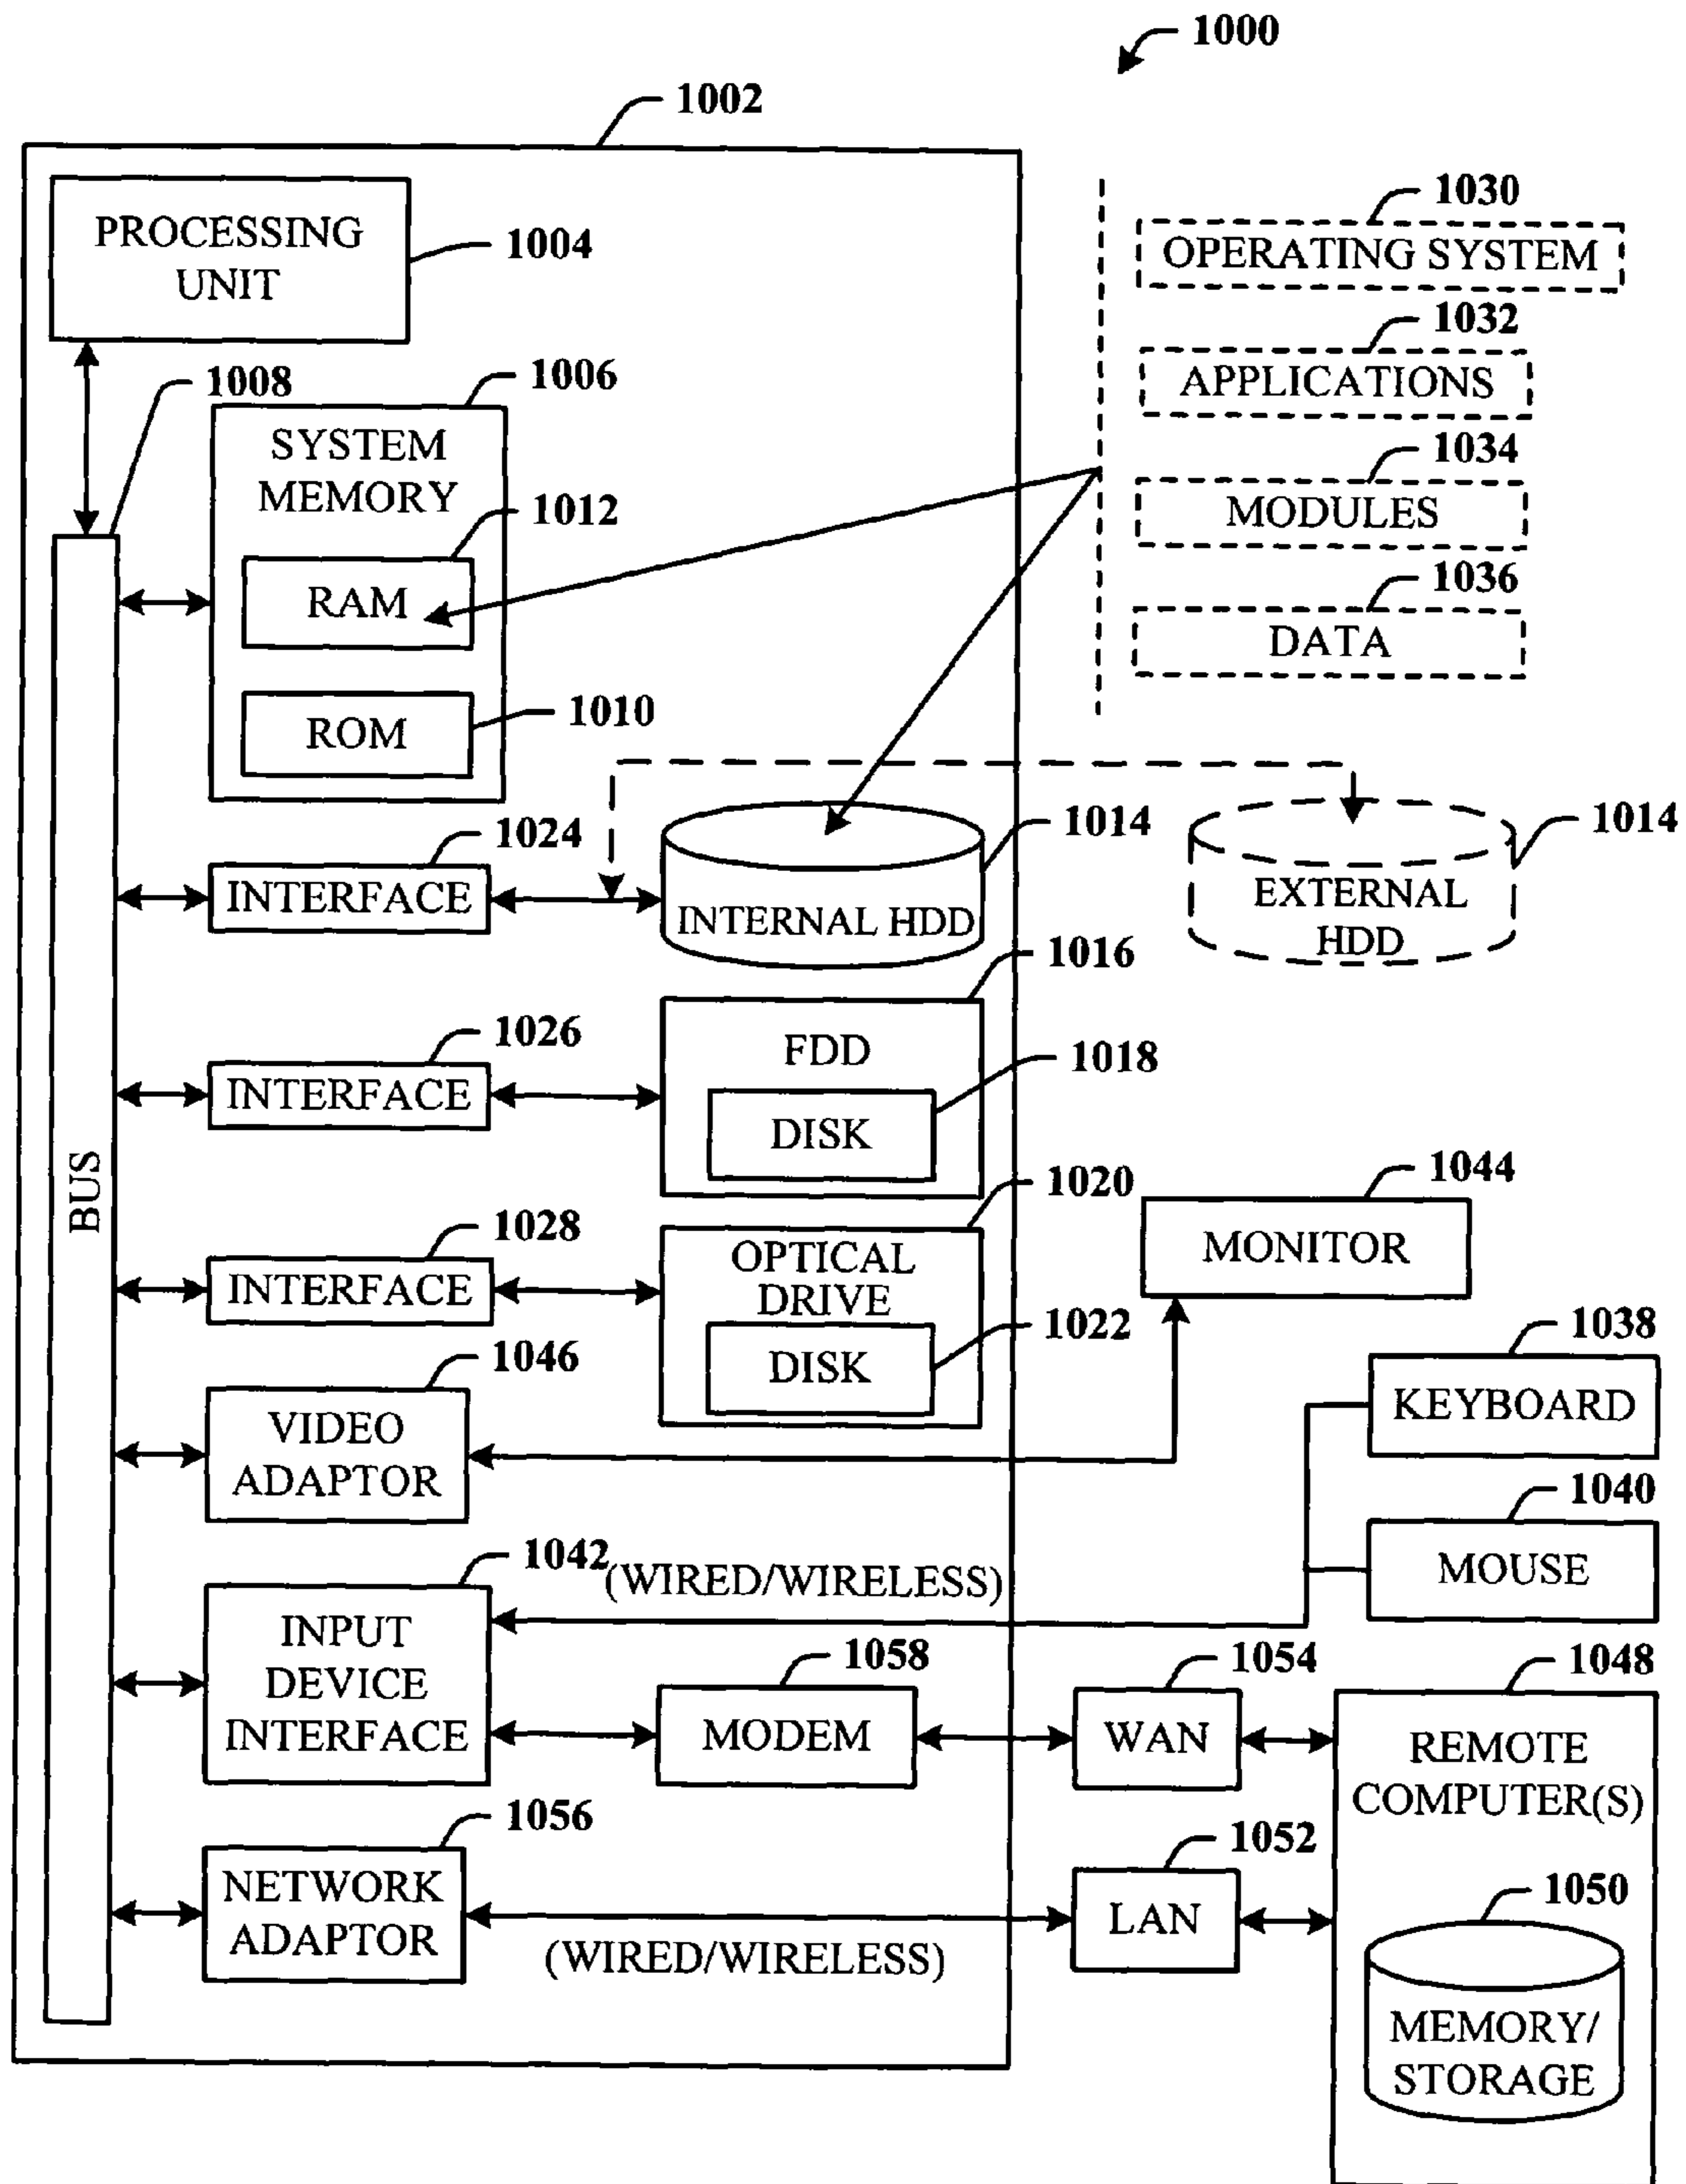 1000
1002
PROCESSING
UNIT
1004
1030
OPERATING SYSTEM
1032
APPLICATIONS
1034
MODULES
1036
DATA
1008
1006
SYSTEM
MEMORY
1012
RAM
1010
ROM
BUS
1024
INTERFACE
1014
INTERNAL HDD
1014
EXTERNAL
HDD
1026
INTERFACE
1016
FDD
1018
DISK
1028
INTERFACE
1020
OPTICAL
DRIVE
1022
DISK
1044
MONITOR
1046
VIDEO
ADAPTOR
1038
KEYBOARD
1040
MOUSE
1042
(WIRED/WIRELESS)
INPUT
DEVICE
INTERFACE
1058
MODEM
1054
WAN
1048
REMOTE
COMPUTER(S)
1056
NETWORK
ADAPTOR
(WIRED/WIRELESS)
1052
LAN
1050
MEMORY/
STORAGE